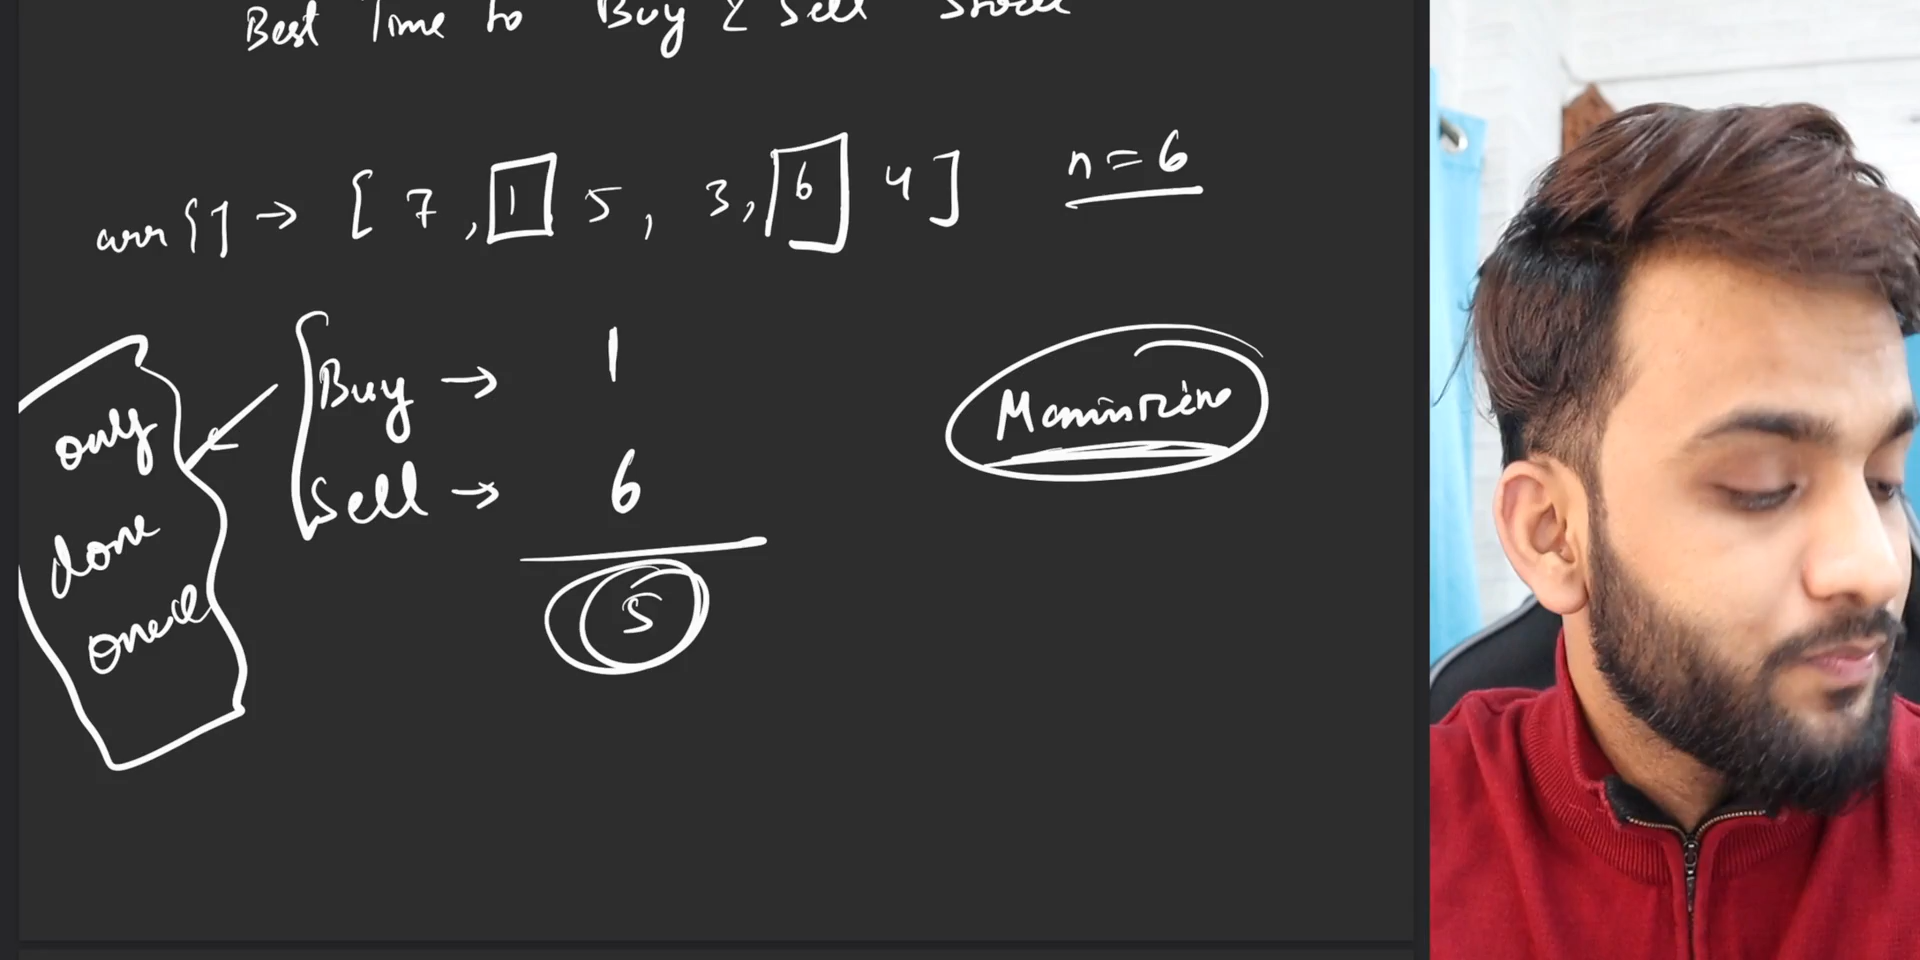 Best Time to Buy & Sell Stock
arr[] → [ 7 , 1 5 , 3, 6 4 ] n = 6
Buy → 1
Sell → 6
5
only
done
once